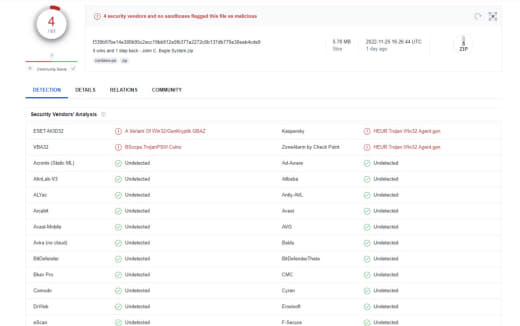 4
4 security vendors and no sandboxes flagged this file as malicious
6 wins and 1 step back - John C. Bogle System.zip
contains-pe zip
5.76 MB
Size
2022-11-25 16:26:44 UTC
1 day ago
ZIP
Community Score
DETECTION DETAILS RELATIONS COMMUNITY
Security Vendors' Analysis
ESET-NOD32 A Variant Of Win32/GenKryptik.GBAZ Kaspersky HEUR:Trojan.Win32.Agent.gen
VBA32 BScope.TrojanPSW.Coins ZoneAlarm by Check Point HEUR:Trojan.Win32.Agent.gen
Acronis (Static ML) Undetected Ad-Aware Undetected
AhnLab-V3 Undetected Alibaba Undetected
ALYac Undetected Antiy-AVL Undetected
Arcabit Undetected Avast Undetected
Avast-Mobile Undetected AVG Undetected
Avira (no cloud) Undetected Baidu Undetected
BitDefender Undetected BitDefenderTheta Undetected
Bkav Pro Undetected CMC Undetected
Comodo Undetected Cyren Undetected
DrWeb Undetected Emsisoft Undetected
eScan Undetected F-Secure Undetected